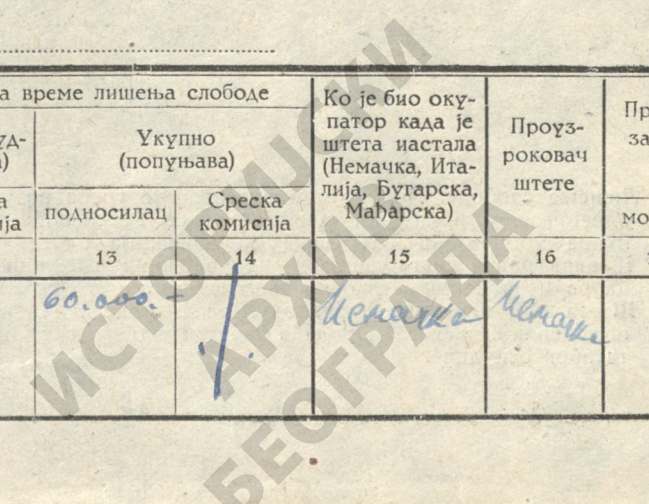 а време лишења слободе
Укупно
(попуњава)
подносилац
Среска
комисија
Ко је био оку-
патор када је
штета иастала
(Немачка, Ита-
лија, Бугарска,
Мађарска)
Проуз-
роковач
штете
13
14
15
16
60.000.-
Немачка
Немачка
ИСТОРИЈСКИ
АРХИВ
БЕОГРАДА